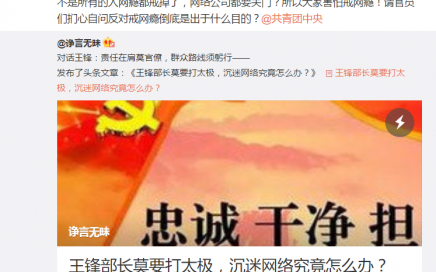 不是所有的人网瘾都戒掉了，网络公司都要关门？所以大家害怕戒网瘾！请官员
们扪心自问反对戒网瘾到底是出于什么目的？@共青团中央
@诤言无昧
对话王锋：责任在肩莫官僚，群众路线须躬行——
发布了头条文章：《王锋部长莫要打太极，沉迷网络究竟怎么办？》 王锋部长莫要打太
极，沉迷网络究竟怎么办？
忠诚 干净 担
诤言无昧
王锋部长莫要打太极，沉迷网络究竟怎么办？